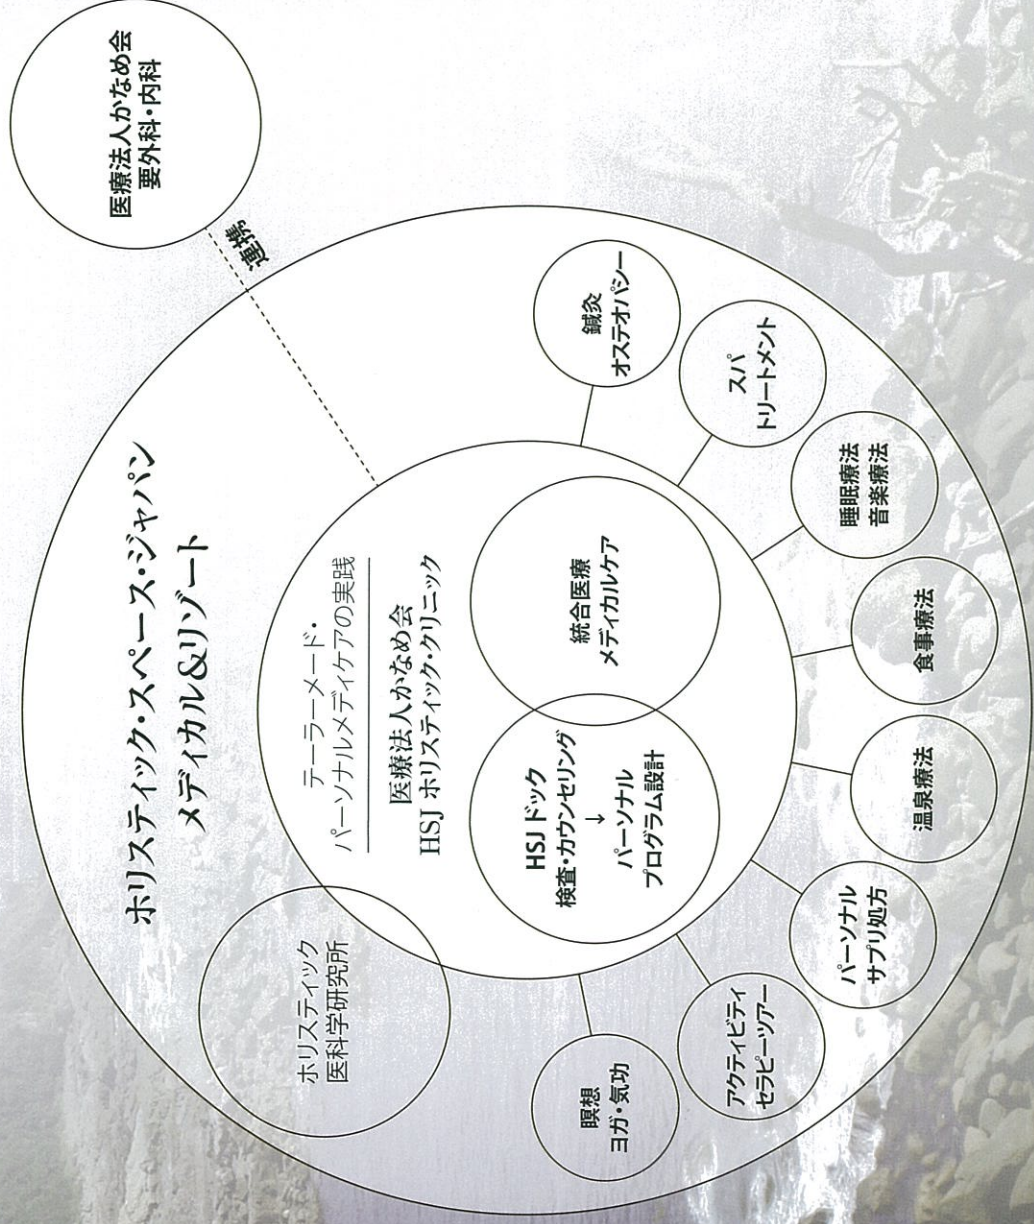 ホリスティック・スペース・ジャパン
メディカル&リゾート
医療法人かなめ会
要外科・内科
連携
ホリスティック
医科学研究所
テーラーメード・
パーソナルメディケアの実践
医療法人かなめ会
HSJ ホリスティック・クリニック
HSJ ドック
検査・カウンセリング
↓
パーソナル
プログラム設計
統合医療
メディカルケア
瞑想
ヨガ・気功
アクティビティ
セラピーツアー
パーソナル
サプリ処方
温泉療法
食事療法
睡眠療法
音楽療法
スパ
トリートメント
鍼灸
オステオパシー